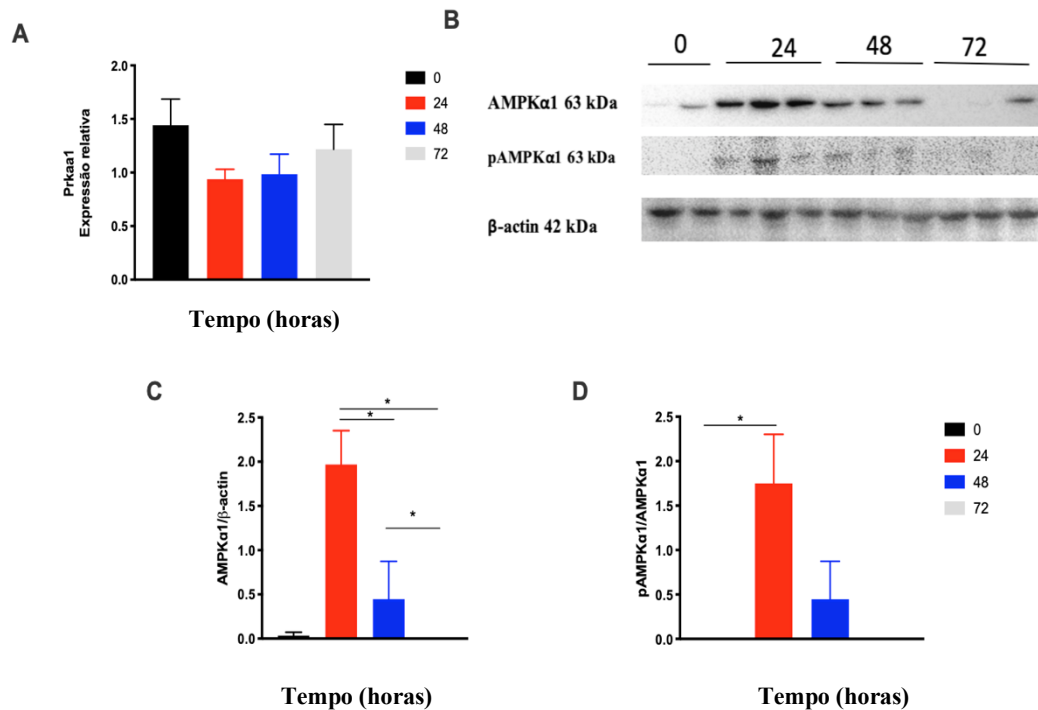 A
Prkaa1
Expressão relativa
2.0
1.5
1.0
0.5
0.0
0
24
48
72
Tempo (horas)
B
0 24 48 72
AMPKα1 63 kDa
pAMPKα1 63 kDa
β-actin 42 kDa
C
AMPKα1/β-actin
2.5
2.0
1.5
1.0
0.5
0.0
*
*
*
Tempo (horas)
D
pAMPKα1/AMPKα1
2.5
2.0
1.5
1.0
0.5
0.0
*
0
24
48
72
Tempo (horas)